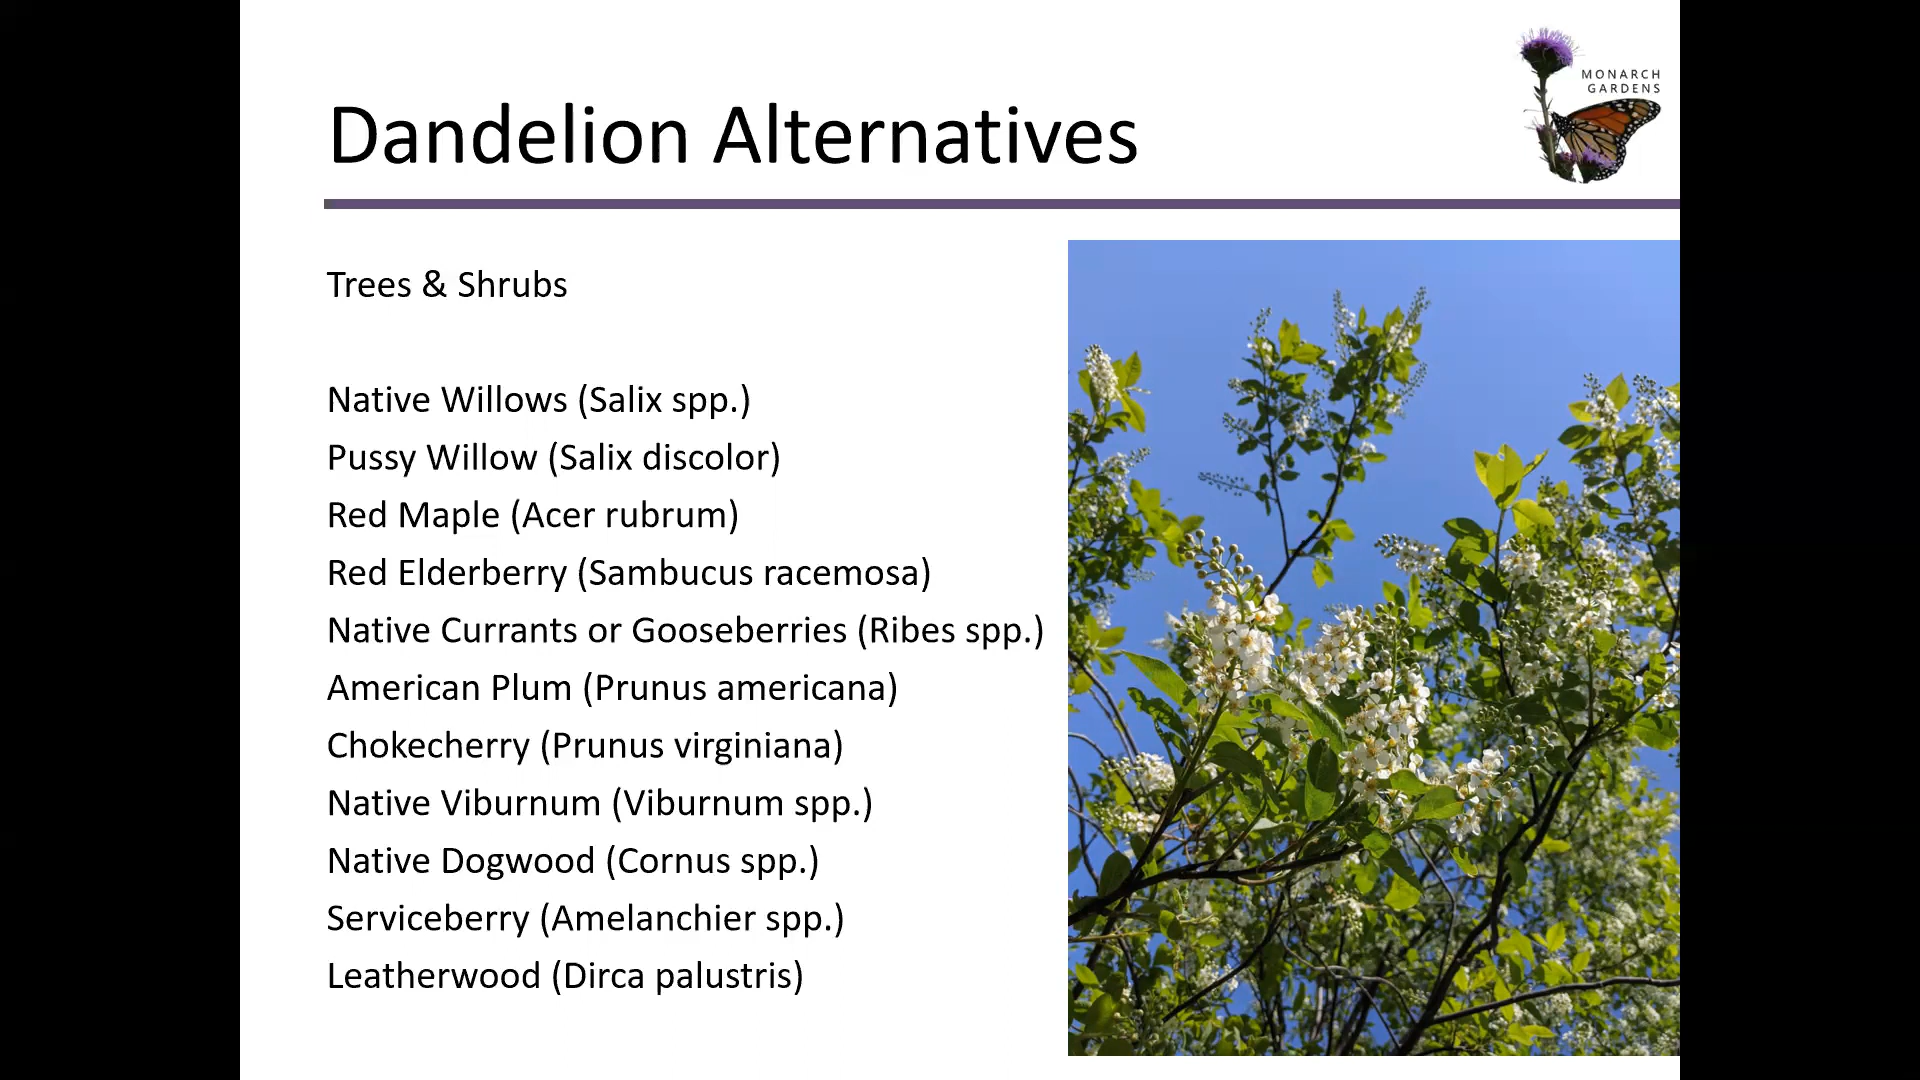 MONARCH
GARDENS
Dandelion Alternatives
Trees & Shrubs
Native Willows (Salix spp.)
Pussy Willow (Salix discolor)
Red Maple (Acer rubrum)
Red Elderberry (Sambucus racemosa)
Native Currants or Gooseberries (Ribes spp.)
American Plum (Prunus americana)
Chokecherry (Prunus virginiana)
Native Viburnum (Viburnum spp.)
Native Dogwood (Cornus spp.)
Serviceberry (Amelanchier spp.)
Leatherwood (Dirca palustris)